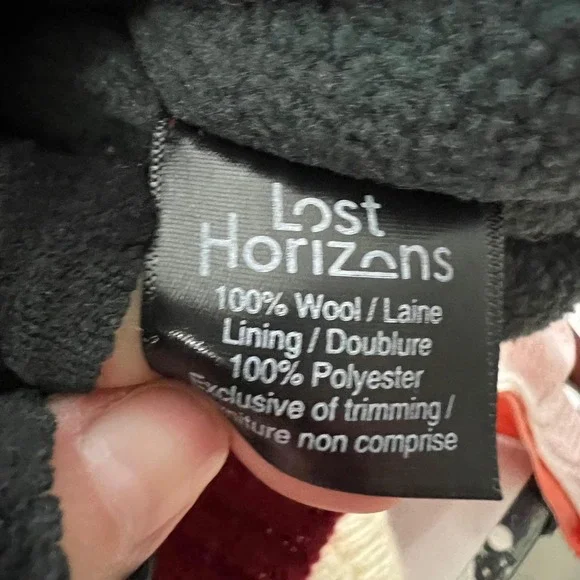 Lost
Horizons
100% Wool / Laine
Lining / Doublure
100% Polyester
Exclusive of trimming /
non comprise